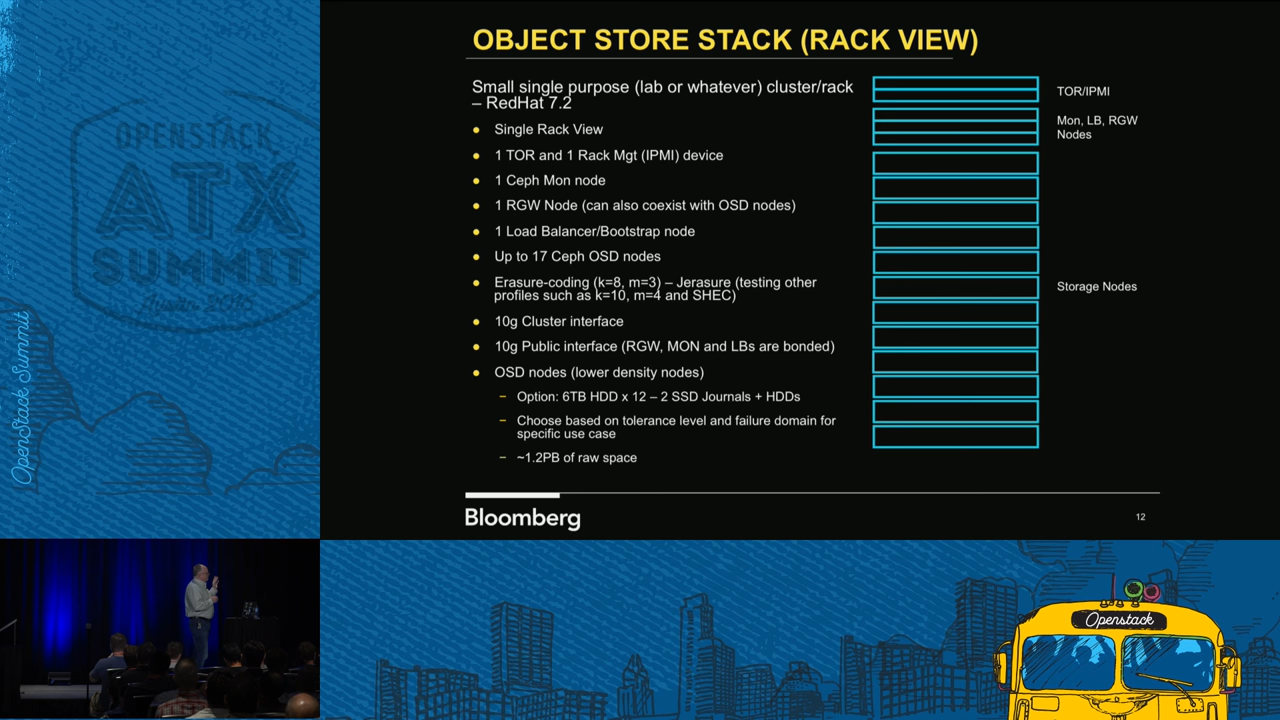 OPENSTACK
ATX
SUMMIT
OpenStack Summit
OBJECT STORE STACK (RACK VIEW)
Small single purpose (lab or whatever) cluster/rack
– RedHat 7.2
Single Rack View
1 TOR and 1 Rack Mgt (IPMI) device
1 Ceph Mon node
1 RGW Node (can also coexist with OSD nodes)
1 Load Balancer/Bootstrap node
Up to 17 Ceph OSD nodes
Erasure-coding (k=8, m=3) – Jerasure (testing other
profiles such as k=10, m=4 and SHEC)
10g Cluster interface
10g Public interface (RGW, MON and LBs are bonded)
OSD nodes (lower density nodes)
– Option: 6TB HDD x 12 – 2 SSD Journals + HDDs
– Choose based on tolerance level and failure domain for
specific use case
– ~1.2PB of raw space
TOR/IPMI
Mon, LB, RGW
Nodes
Storage Nodes
Bloomberg
12
Openstack